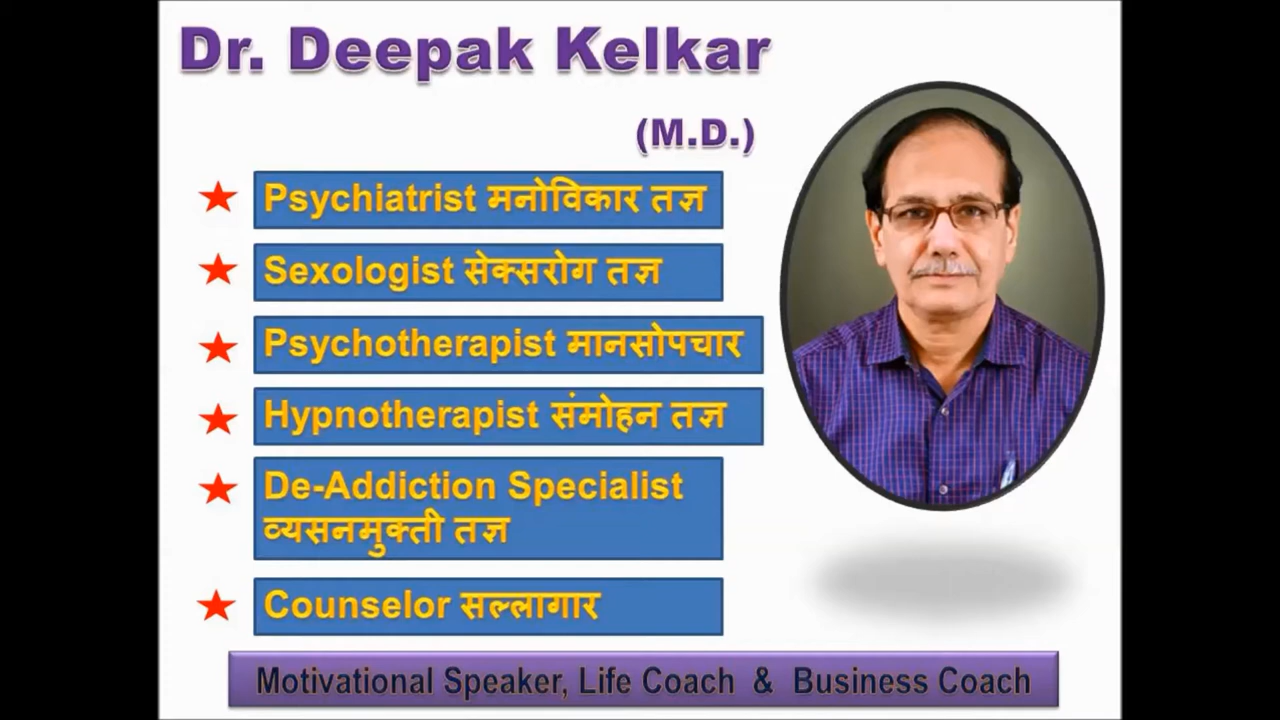 Dr. Deepak Kelkar
(M.D.)
Psychiatrist मनोविकार तज्ञ
Sexologist सेक्सरोग तज्ञ
Psychotherapist मानसोपचार
Hypnotherapist संमोहन तज्ञ
De-Addiction Specialist
व्यसनमुक्ती तज्ञ
Counselor सल्लागार
Motivational Speaker, Life Coach & Business Coach